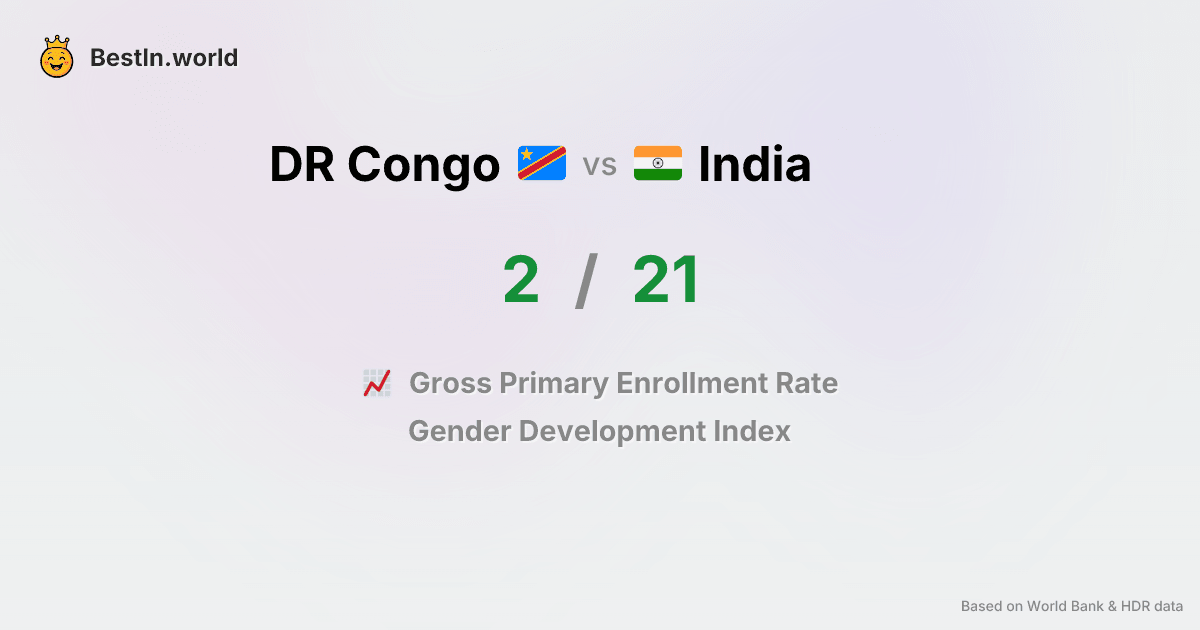 BestIn.world
DR Congo vs India
2 / 21
Gross Primary Enrollment Rate
Gender Development Index
Based on World Bank & HDR data